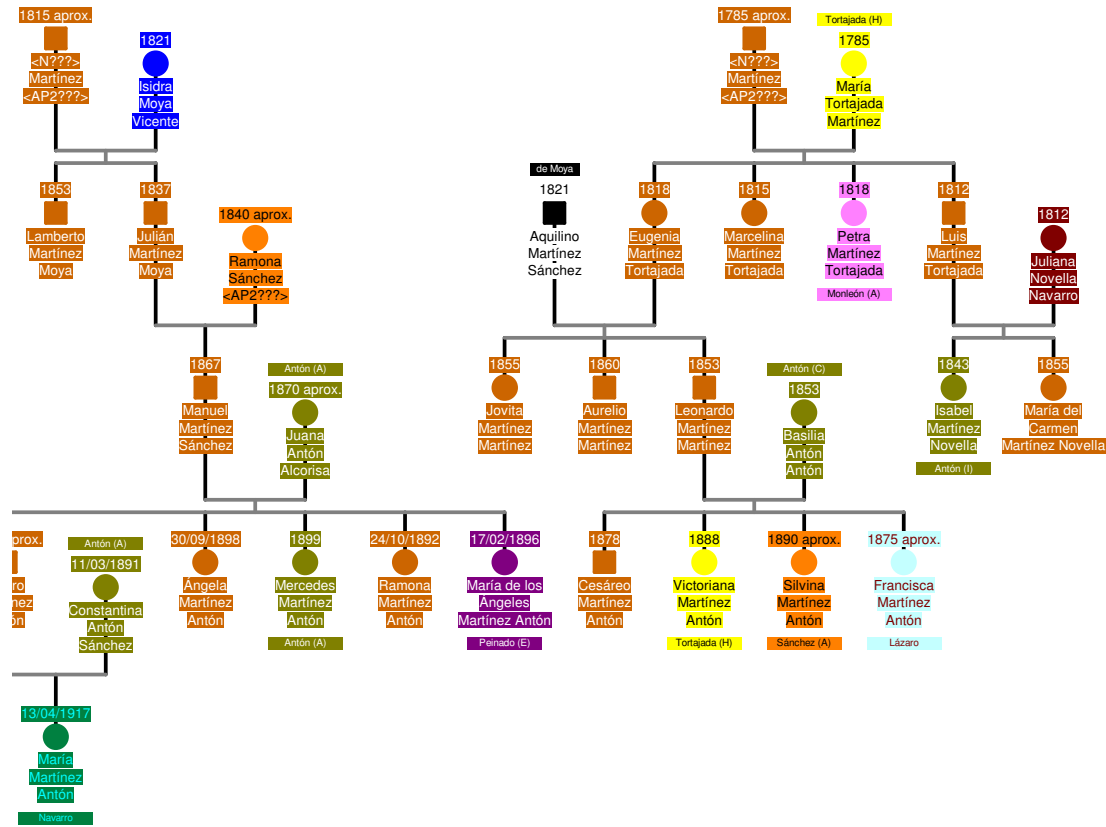 1815 aprox.
<N???>
Martínez
<AP2???>
1821
Isidra
Moya
Vicente
1785 aprox.
<N???>
Martínez
<AP2???>
Tortajada (H)
1785
María
Tortajada
Martínez
1853
Lamberto
Martínez
Moya
1837
Julián
Martínez
Moya
1840 aprox.
Ramona
Sánchez
<AP2???>
de Moya
1821
Aquilino
Martínez
Sánchez
1818
Eugenia
Martínez
Tortajada
1815
Marcelina
Martínez
Tortajada
1818
Petra
Martínez
Tortajada
Monleón (A)
1812
Luis
Martínez
Tortajada
1812
Juliana
Novella
Navarro
1867
Manuel
Martínez
Sánchez
Antón (A)
1870 aprox.
Juana
Antón
Alcorisa
1855
Jovita
Martínez
Martínez
1860
Aurelio
Martínez
Martínez
1853
Leonardo
Martínez
Martínez
Antón (C)
1853
Basilia
Antón
Antón
1843
Isabel
Martínez
Novella
Antón (I)
1855
María del
Carmen
Martínez Novella
Antón (A)
11/03/1891
Constantina
Antón
Sánchez
30/09/1898
Ángela
Martínez
Antón
1899
Mercedes
Martínez
Antón
Antón (A)
24/10/1892
Ramona
Martínez
Antón
17/02/1896
María de los
Ángeles
Martínez Antón
Peinado (E)
1878
Cesáreo
Martínez
Antón
1888
Victoriana
Martínez
Antón
Tortajada (H)
1890 aprox.
Silvina
Martínez
Antón
Sánchez (A)
1875 aprox.
Francisca
Martínez
Antón
Lázaro
13/04/1917
María
Martínez
Antón
Navarro